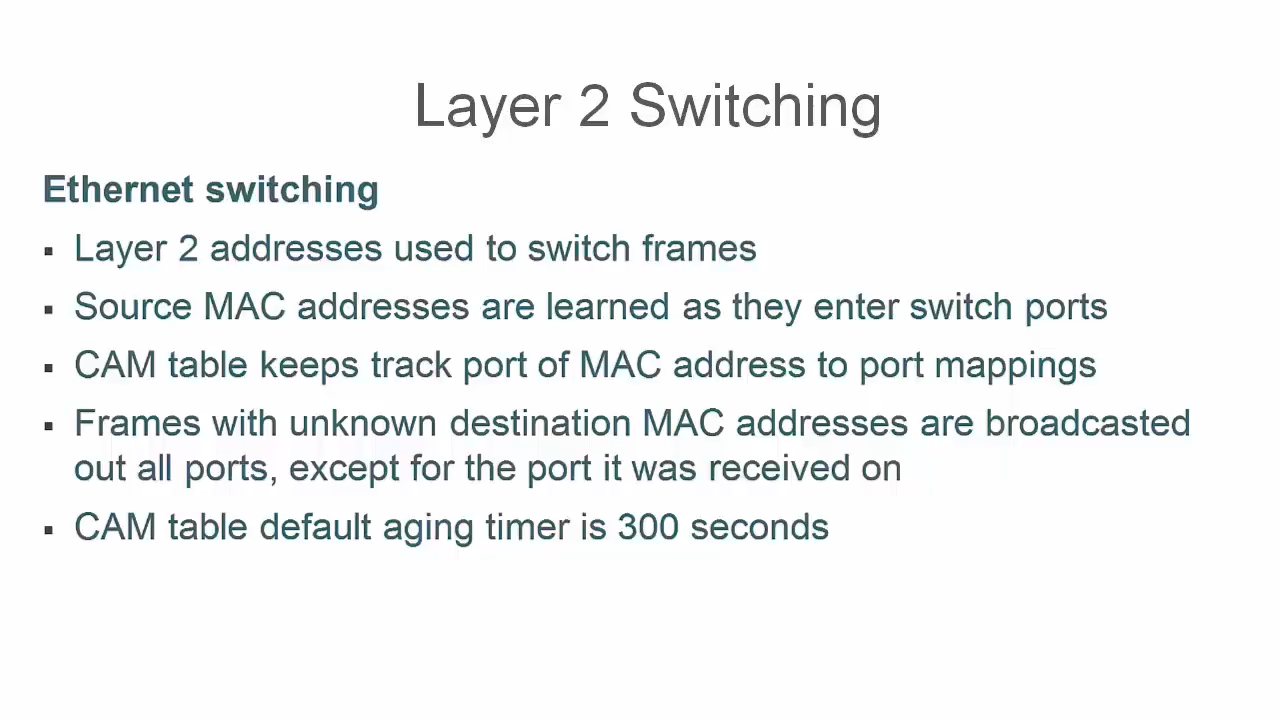 Layer 2 Switching
Ethernet switching
▪ Layer 2 addresses used to switch frames
▪ Source MAC addresses are learned as they enter switch ports
▪ CAM table keeps track port of MAC address to port mappings
▪ Frames with unknown destination MAC addresses are broadcasted
out all ports, except for the port it was received on
▪ CAM table default aging timer is 300 seconds